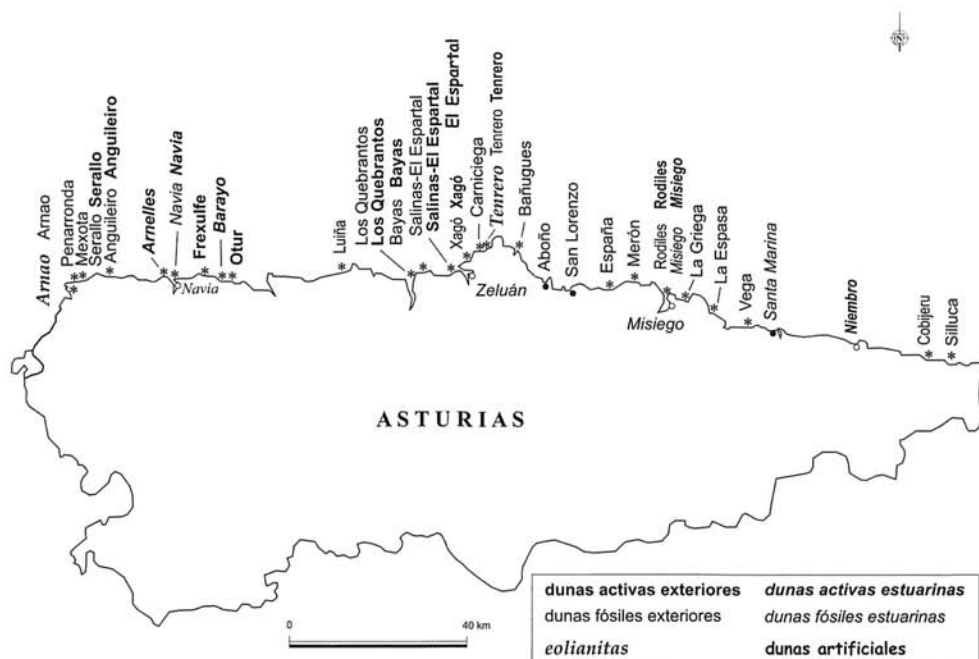 N
Arnao Arnao
Penarronda
Mexota
Serallo Serallo
Anguileiro Anguileiro
Arnelles
Navia Navia
Navia
Frexulfe
Barayo
Otur
Luiña
Los Quebrantos
Los Quebrantos
Bayas Bayas
Salinas-El Espartal
Salinas-El Espartal
El Espartal
Xagó Xagó
Carniciega
Tenrero Tenrero Tenrero
Zeluán
Bañugues
Aboño
San Lorenzo
España
Merón
Rodiles Rodiles
Misiego Misiego
Misiego
La Griega
La Espasa
Vega
Santa Marina
Niembro
Cobijeru
Silluca
ASTURIAS
0 40 km
dunas activas exteriores dunas activas estuarinas
dunas fósiles exteriores dunas fósiles estuarinas
eolianitas dunas artificiales